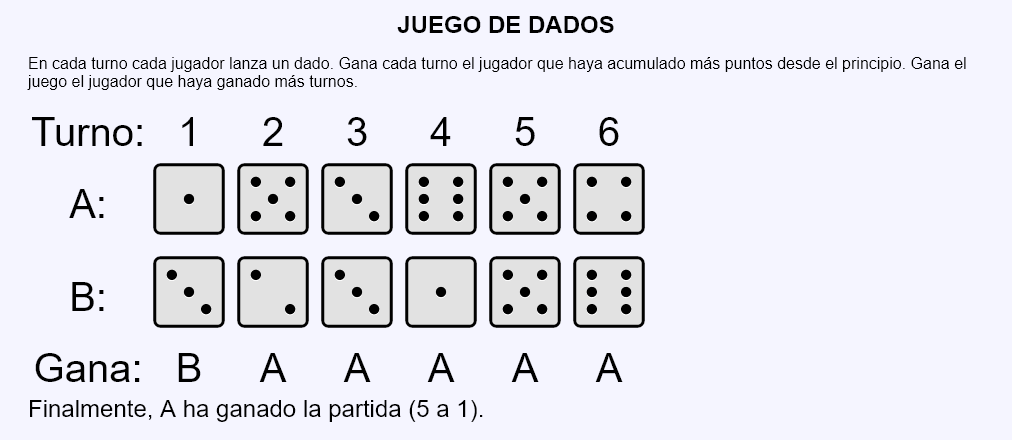 JUEGO DE DADOS
En cada turno cada jugador lanza un dado. Gana cada turno el jugador que haya acumulado más puntos desde el principio. Gana el
juego el jugador que haya ganado más turnos.
Turno: 1 2 3 4 5 6
A:
B:
Gana: B A A A A A
Finalmente, A ha ganado la partida (5 a 1).